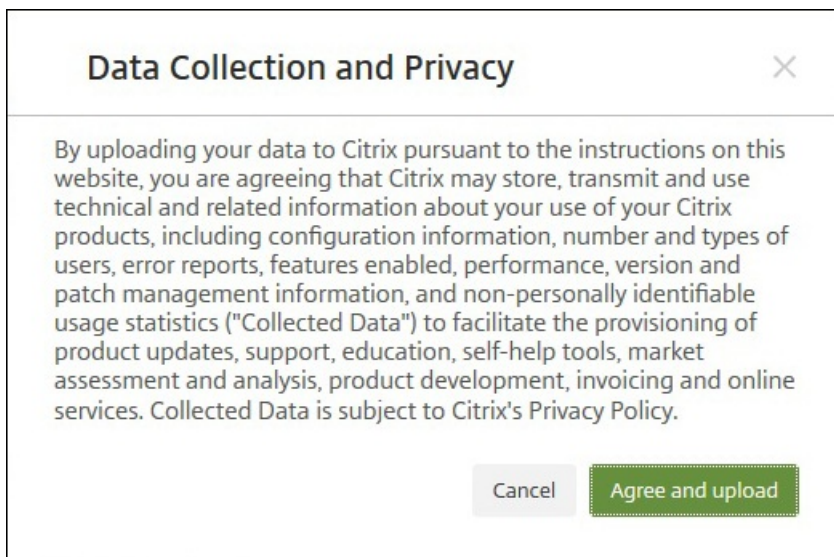 Data Collection and Privacy
By uploading your data to Citrix pursuant to the instructions on this
website, you are agreeing that Citrix may store, transmit and use
technical and related information about your use of your Citrix
products, including configuration information, number and types of
users, error reports, features enabled, performance, version and
patch management information, and non-personally identifiable
usage statistics ("Collected Data") to facilitate the provisioning of
product updates, support, education, self-help tools, market
assessment and analysis, product development, invoicing and online
services. Collected Data is subject to Citrix's Privacy Policy.
Cancel Agree and upload